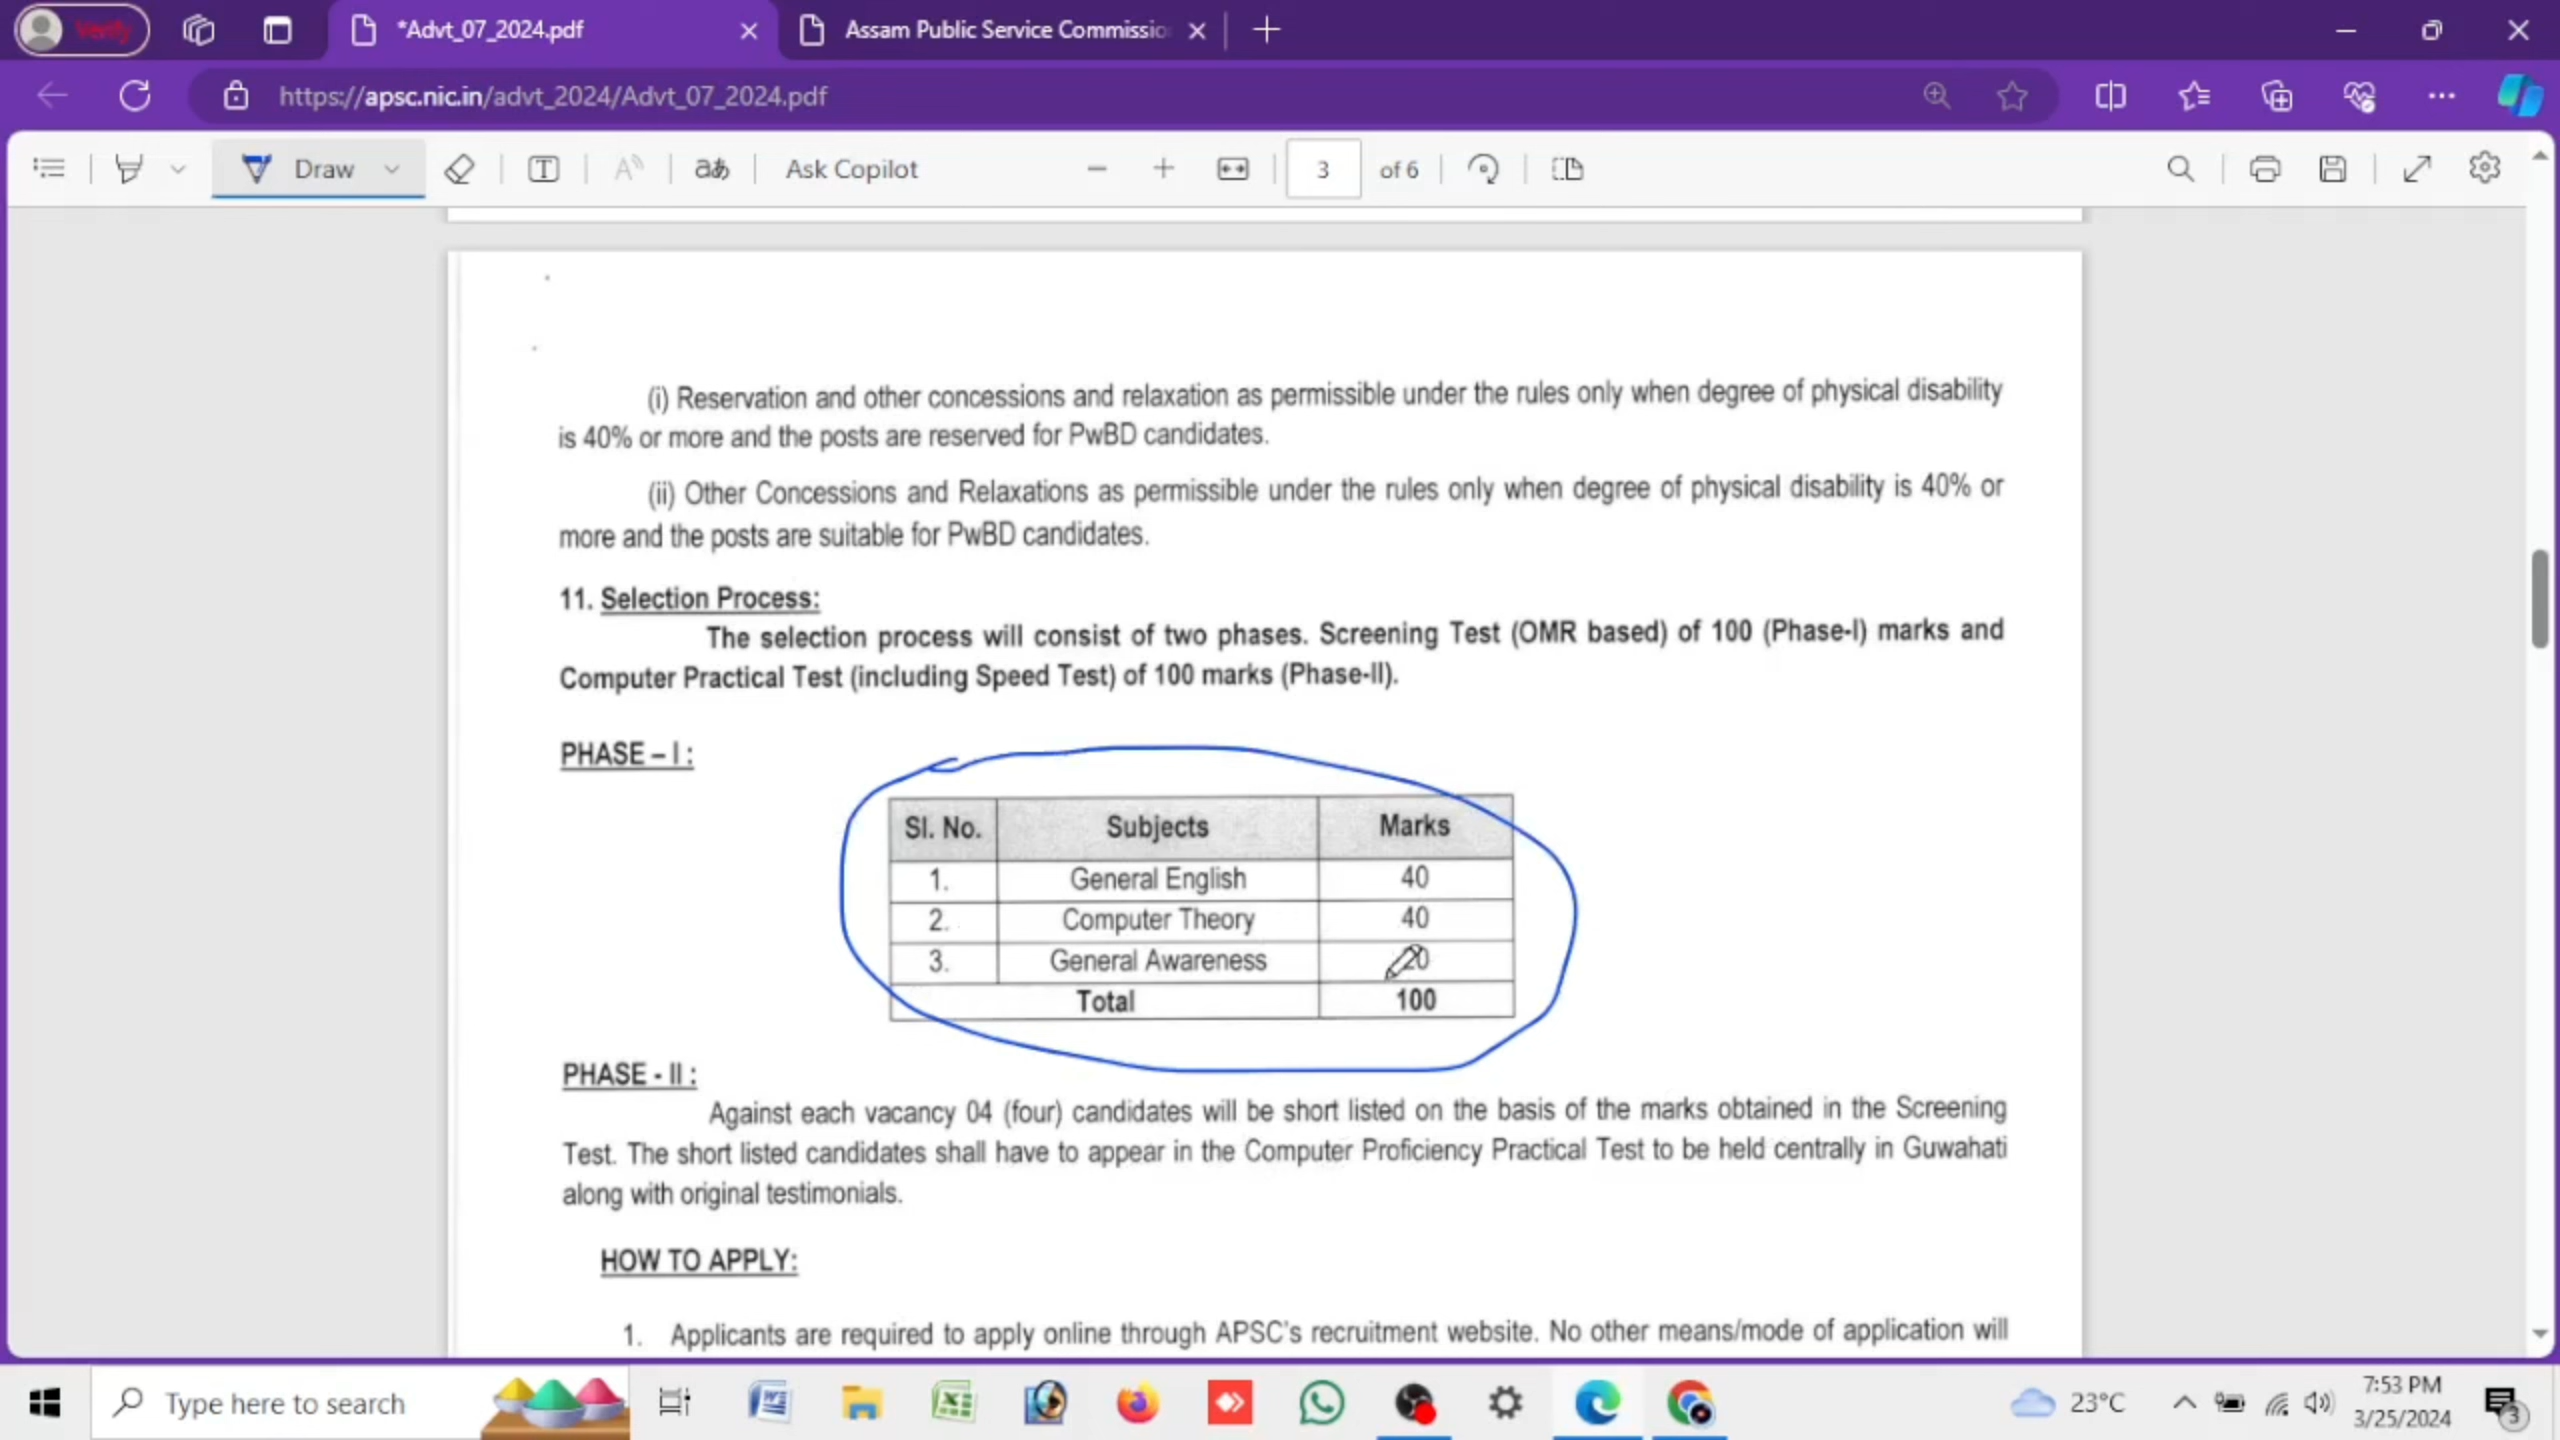 Verify
*Advt_07_2024.pdf
Assam Public Service Commissio
https://apsc.nic.in/advt_2024/Advt_07_2024.pdf
Draw
Ask Copilot
3 of 6
(i) Reservation and other concessions and relaxation as permissible under the rules only when degree of physical disability
is 40% or more and the posts are reserved for PwBD candidates.
(ii) Other Concessions and Relaxations as permissible under the rules only when degree of physical disability is 40% or
more and the posts are suitable for PwBD candidates.
11. Selection Process:
The selection process will consist of two phases. Screening Test (OMR based) of 100 (Phase-I) marks and
Computer Practical Test (including Speed Test) of 100 marks (Phase-II).
PHASE – I :
Sl. No. Subjects Marks
1. General English 40
2. Computer Theory 40
3. General Awareness 20
Total 100
PHASE - II :
Against each vacancy 04 (four) candidates will be short listed on the basis of the marks obtained in the Screening
Test. The short listed candidates shall have to appear in the Computer Proficiency Practical Test to be held centrally in Guwahati
along with original testimonials.
HOW TO APPLY:
1. Applicants are required to apply online through APSC's recruitment website. No other means/mode of application will
Type here to search
23°C
7:53 PM
3/25/2024
3